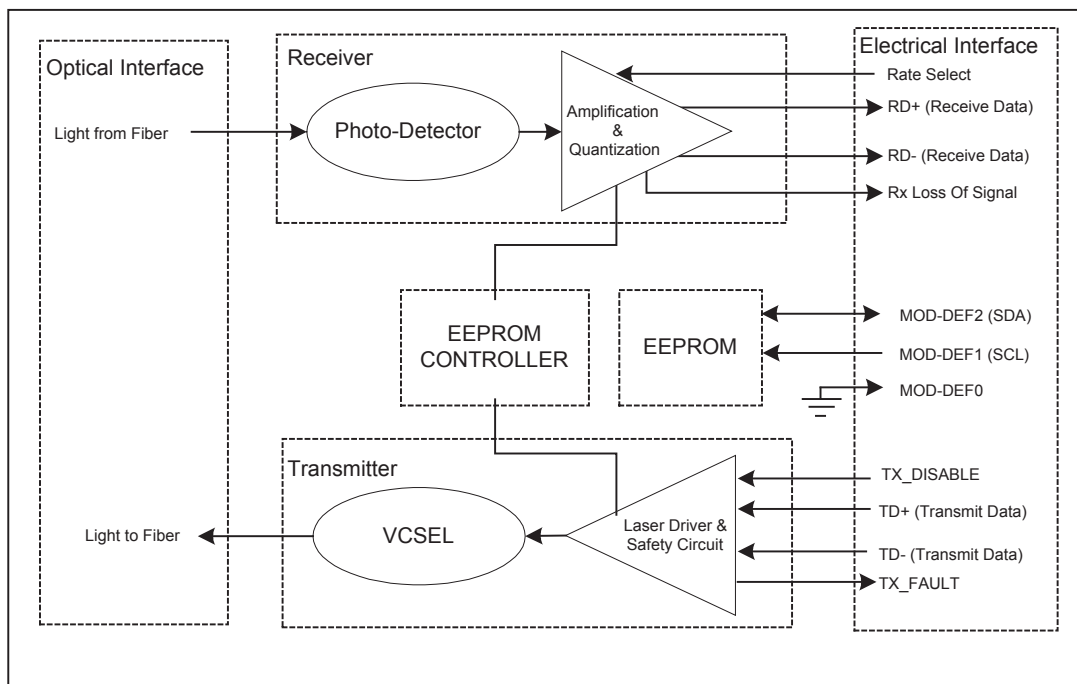 Optical Interface
Receiver
Electrical Interface
Rate Select
Light from Fiber
Photo-Detector
Amplification
&
Quantization
RD+ (Receive Data)
RD- (Receive Data)
Rx Loss Of Signal
EEPROM
CONTROLLER
EEPROM
MOD-DEF2 (SDA)
MOD-DEF1 (SCL)
MOD-DEF0
Transmitter
Light to Fiber
VCSEL
Laser Driver &
Safety Circuit
TX_DISABLE
TD+ (Transmit Data)
TD- (Transmit Data)
TX_FAULT